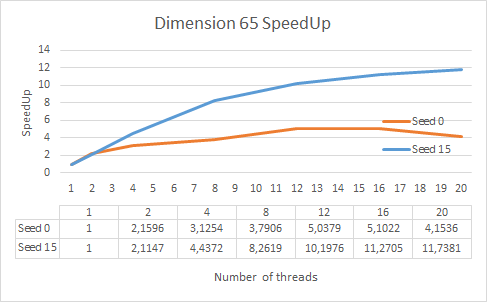 Dimension 65 SpeedUp
14
12
10
8
6
4
2
0
SpeedUp
Seed 0
Seed 15
1 2 3 4 5 6 7 8 9 10 11 12 13 14 15 16 17 18 19 20
1 2 4 8 12 16 20
Seed 0 1 2,1596 3,1254 3,7906 5,0379 5,1022 4,1536
Seed 15 1 2,1147 4,4372 8,2619 10,1976 11,2705 11,7381
Number of threads